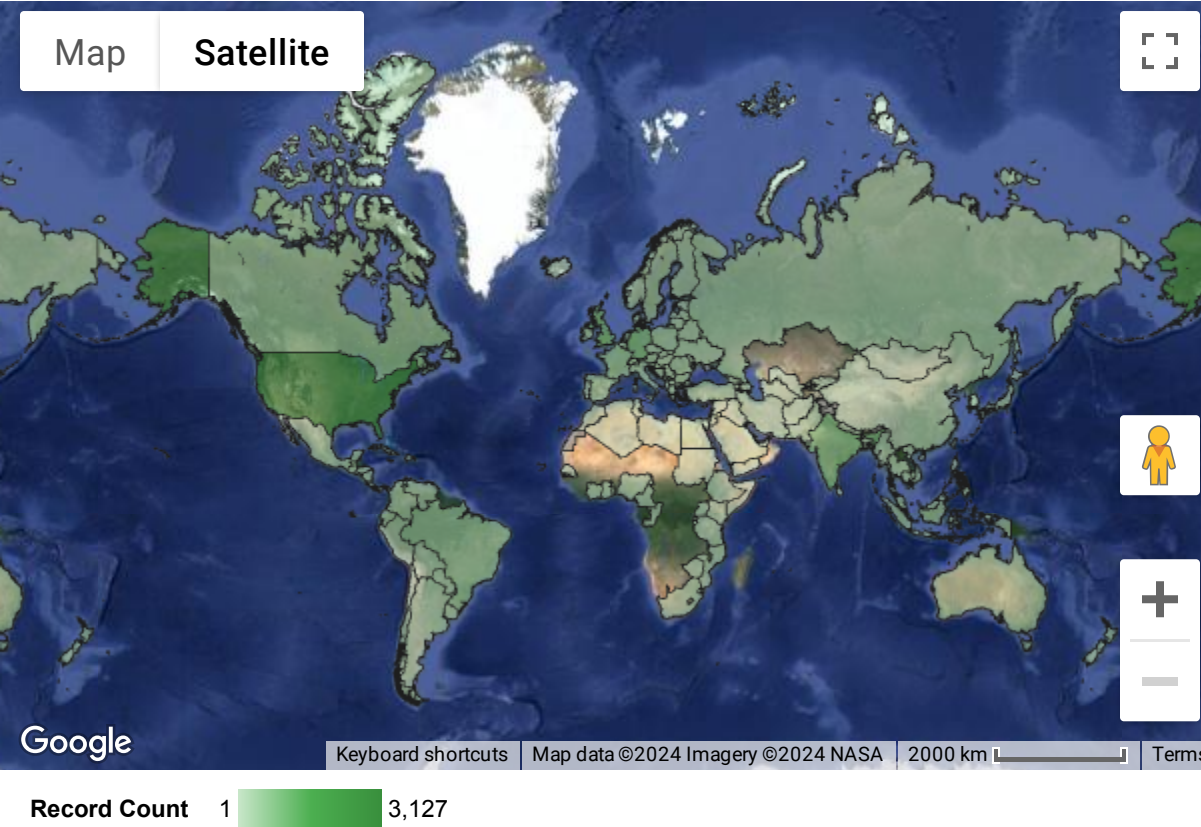 Map Satellite
Google
Keyboard shortcuts Map data ©2024 Imagery ©2024 NASA 2000 km Terms
Record Count 1 3,127